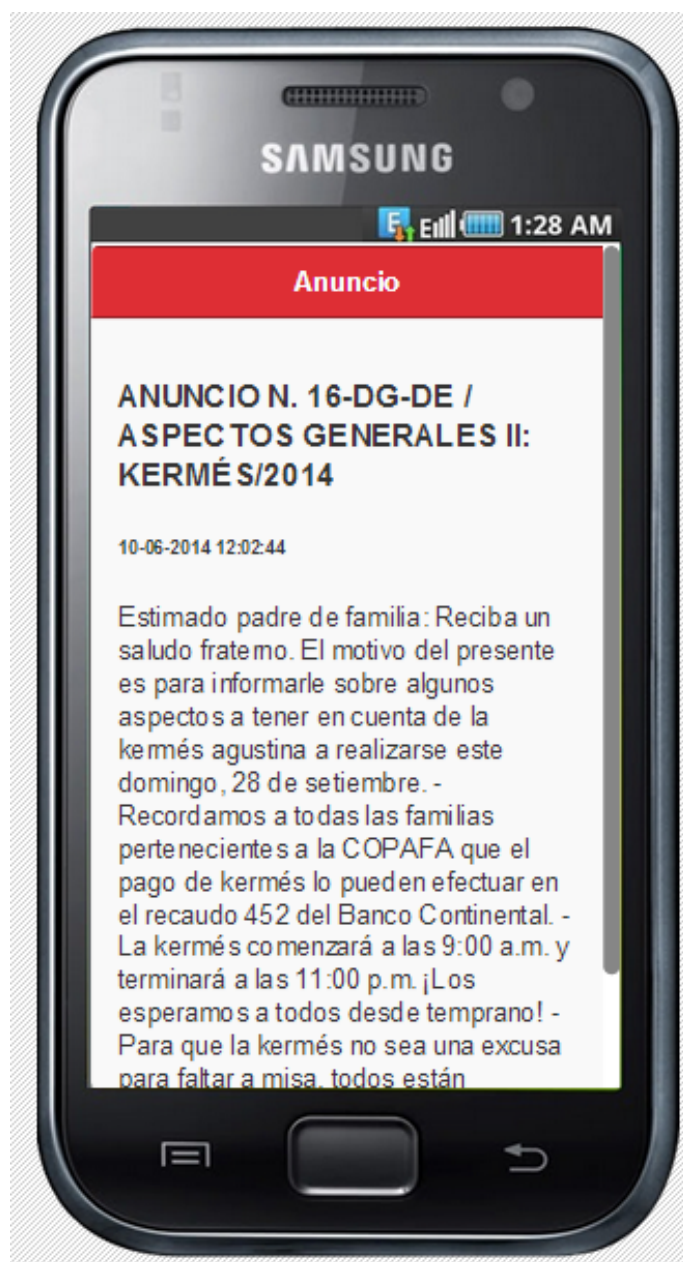 SAMSUNG
E E 1:28 AM
Anuncio
ANUNCIO N. 16-DG-DE /
ASPECTOS GENERALES II:
KERMÉS/2014
10-06-2014 12:02:44
Estimado padre de familia: Reciba un
saludo fraterno. El motivo del presente
es para informarle sobre algunos
aspectos a tener en cuenta de la
kermés agustina a realizarse este
domingo, 28 de setiembre. -
Recordamos a todas las familias
pertenecientes a la COPAFA que el
pago de kermés lo pueden efectuar en
el recaudo 452 del Banco Continental. -
La kermés comenzará a las 9:00 a.m. y
terminará a las 11:00 p.m. ¡Los
esperamos a todos desde temprano! -
Para que la kermés no sea una excusa
para faltar a misa, todos están